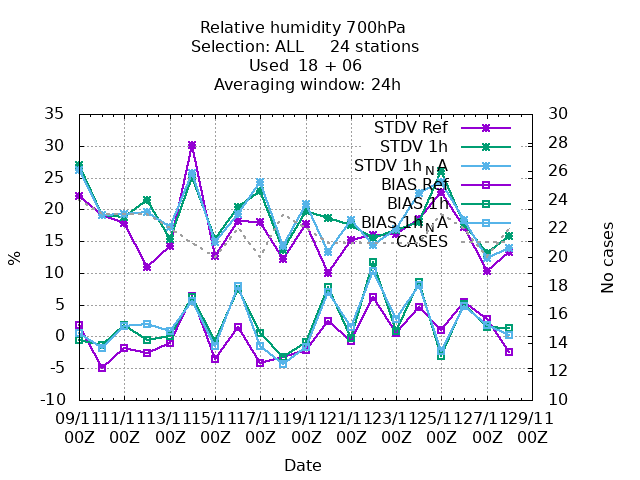 Relative humidity 700hPa
Selection: ALL 24 stations
Used 18 + 06
Averaging window: 24h
35 30 25 20 15 10 5 0 -5 -10
%
STDV Ref
STDV 1h
STDV 1h_NA
BIAS Ref
BIAS 1h
BIAS 1h_NA
CASES
30 28 26 24 22 20 18 16 14 12 10
No cases
09/11 11/11 13/11 15/11 17/11 19/11 21/11 23/11 25/11 27/11 29/11
00Z 00Z 00Z 00Z 00Z 00Z 00Z 00Z 00Z 00Z 00Z
Date